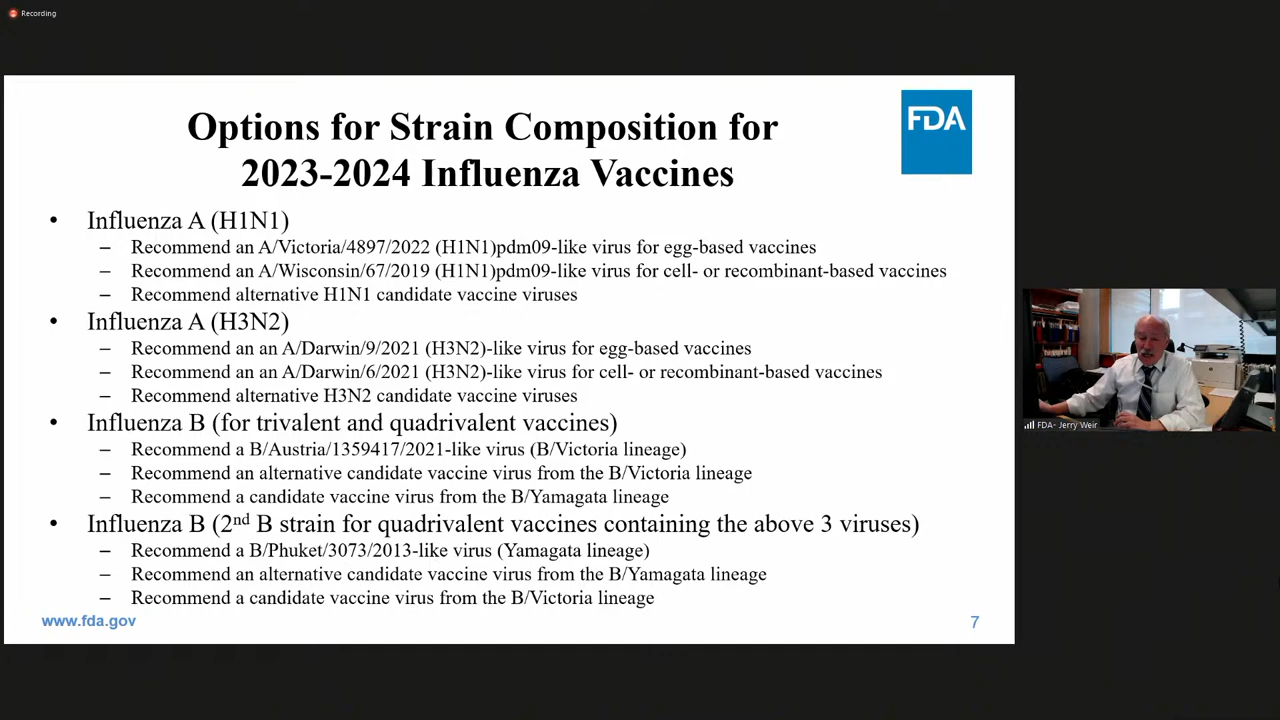 Recording
Options for Strain Composition for
2023-2024 Influenza Vaccines
FDA
• Influenza A (H1N1)
– Recommend an A/Victoria/4897/2022 (H1N1)pdm09-like virus for egg-based vaccines
– Recommend an A/Wisconsin/67/2019 (H1N1)pdm09-like virus for cell- or recombinant-based vaccines
– Recommend alternative H1N1 candidate vaccine viruses
• Influenza A (H3N2)
– Recommend an an A/Darwin/9/2021 (H3N2)-like virus for egg-based vaccines
– Recommend an an A/Darwin/6/2021 (H3N2)-like virus for cell- or recombinant-based vaccines
– Recommend alternative H3N2 candidate vaccine viruses
• Influenza B (for trivalent and quadrivalent vaccines)
– Recommend a B/Austria/1359417/2021-like virus (B/Victoria lineage)
– Recommend an alternative candidate vaccine virus from the B/Victoria lineage
– Recommend a candidate vaccine virus from the B/Yamagata lineage
• Influenza B (2nd B strain for quadrivalent vaccines containing the above 3 viruses)
– Recommend a B/Phuket/3073/2013-like virus (Yamagata lineage)
– Recommend an alternative candidate vaccine virus from the B/Yamagata lineage
– Recommend a candidate vaccine virus from the B/Victoria lineage
www.fda.gov
7
FDA- Jerry Weir